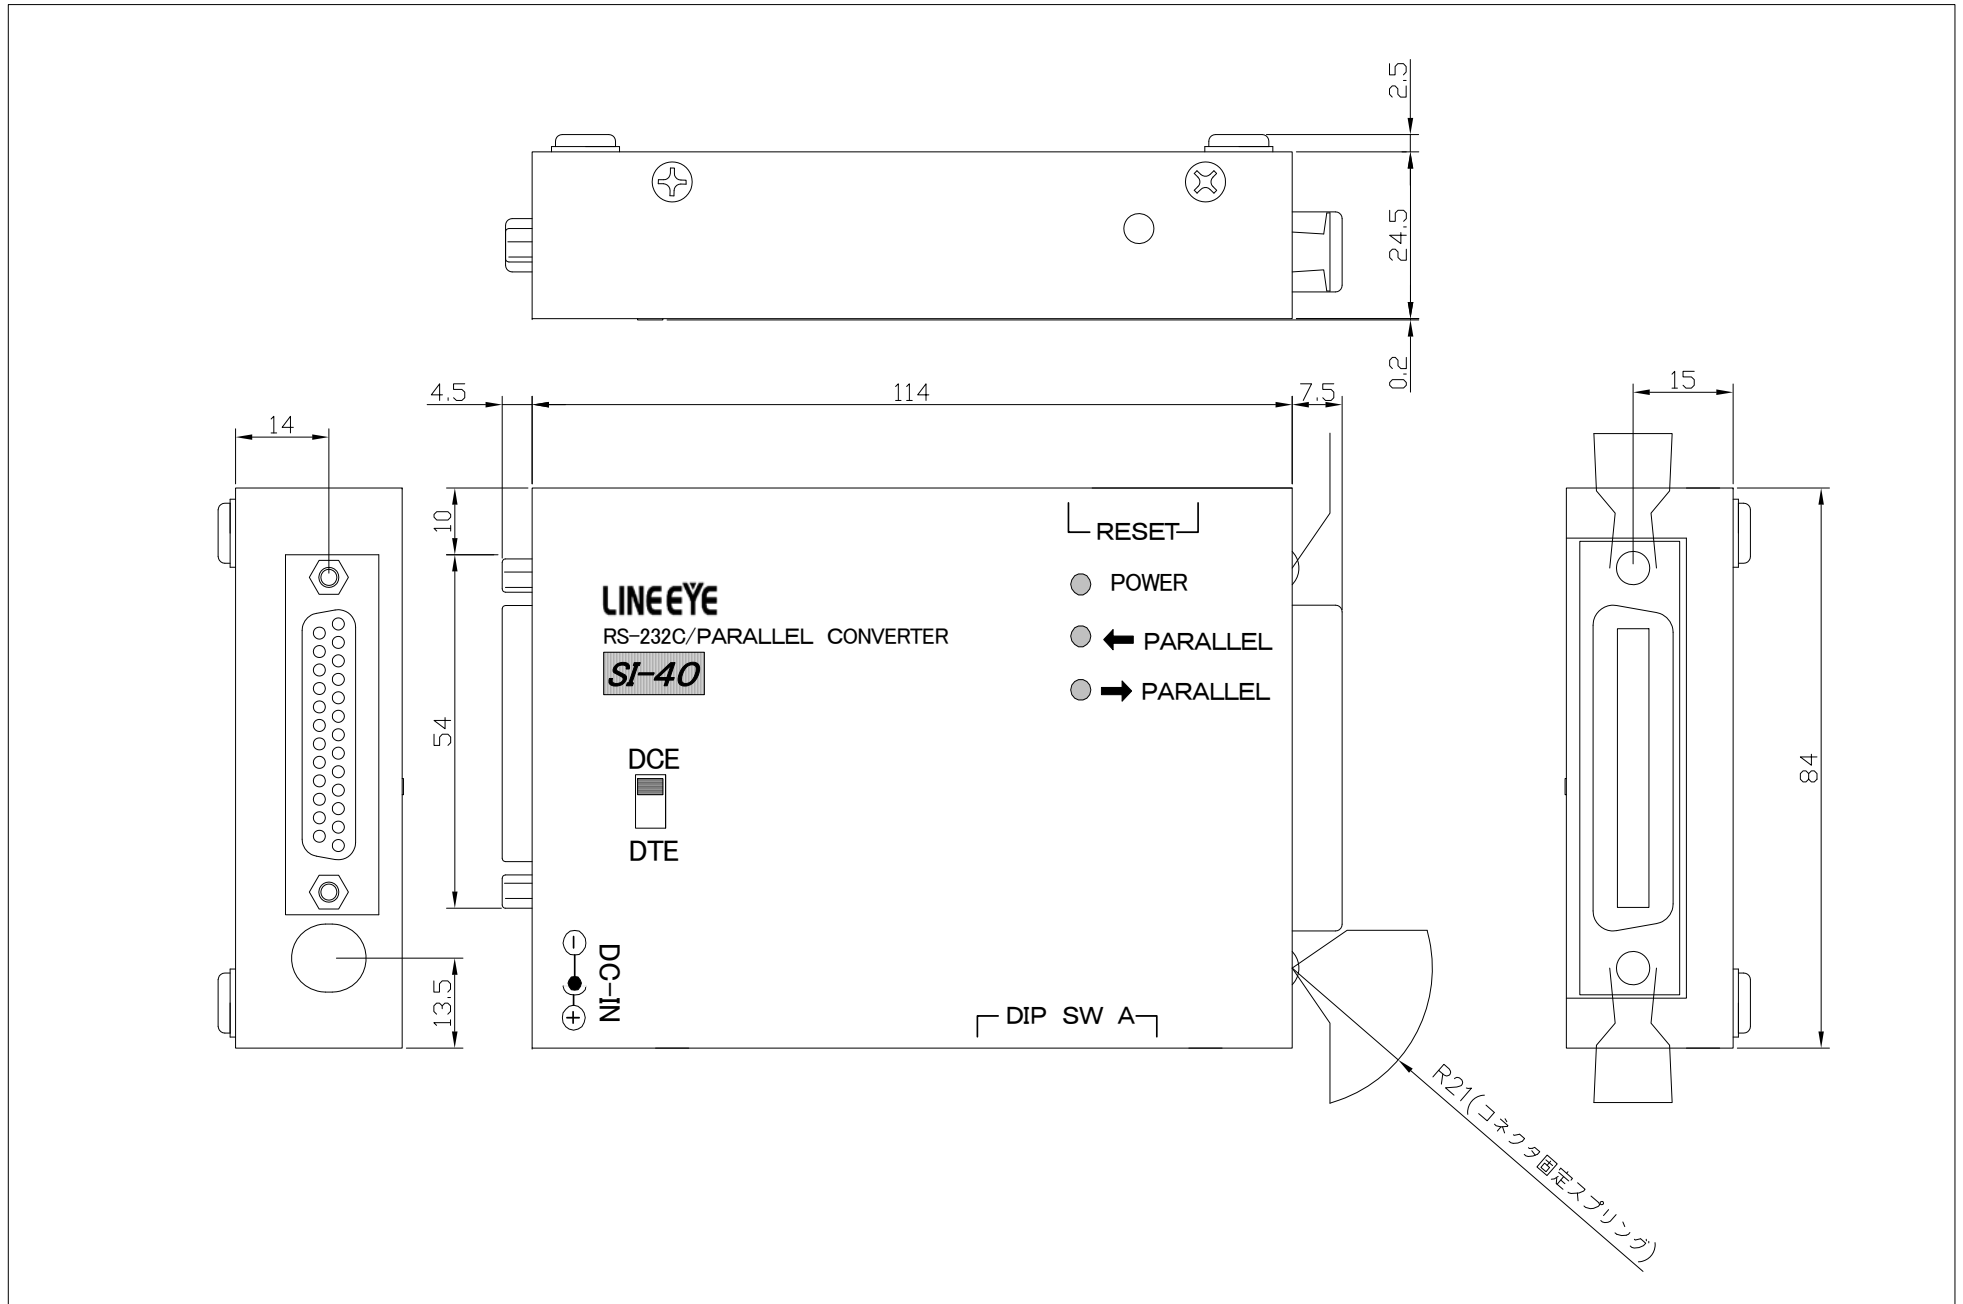 2.5
24.5
0.2
4.5
114
7.5
15
14
10
RESET
POWER
LINEEYE
RS-232C/PARALLEL CONVERTER
PARALLEL
SI-40
PARALLEL
54
DCE
84
DTE
DC-IN
13.5
DIP SW A
R21(コネクタ固定スプリング)